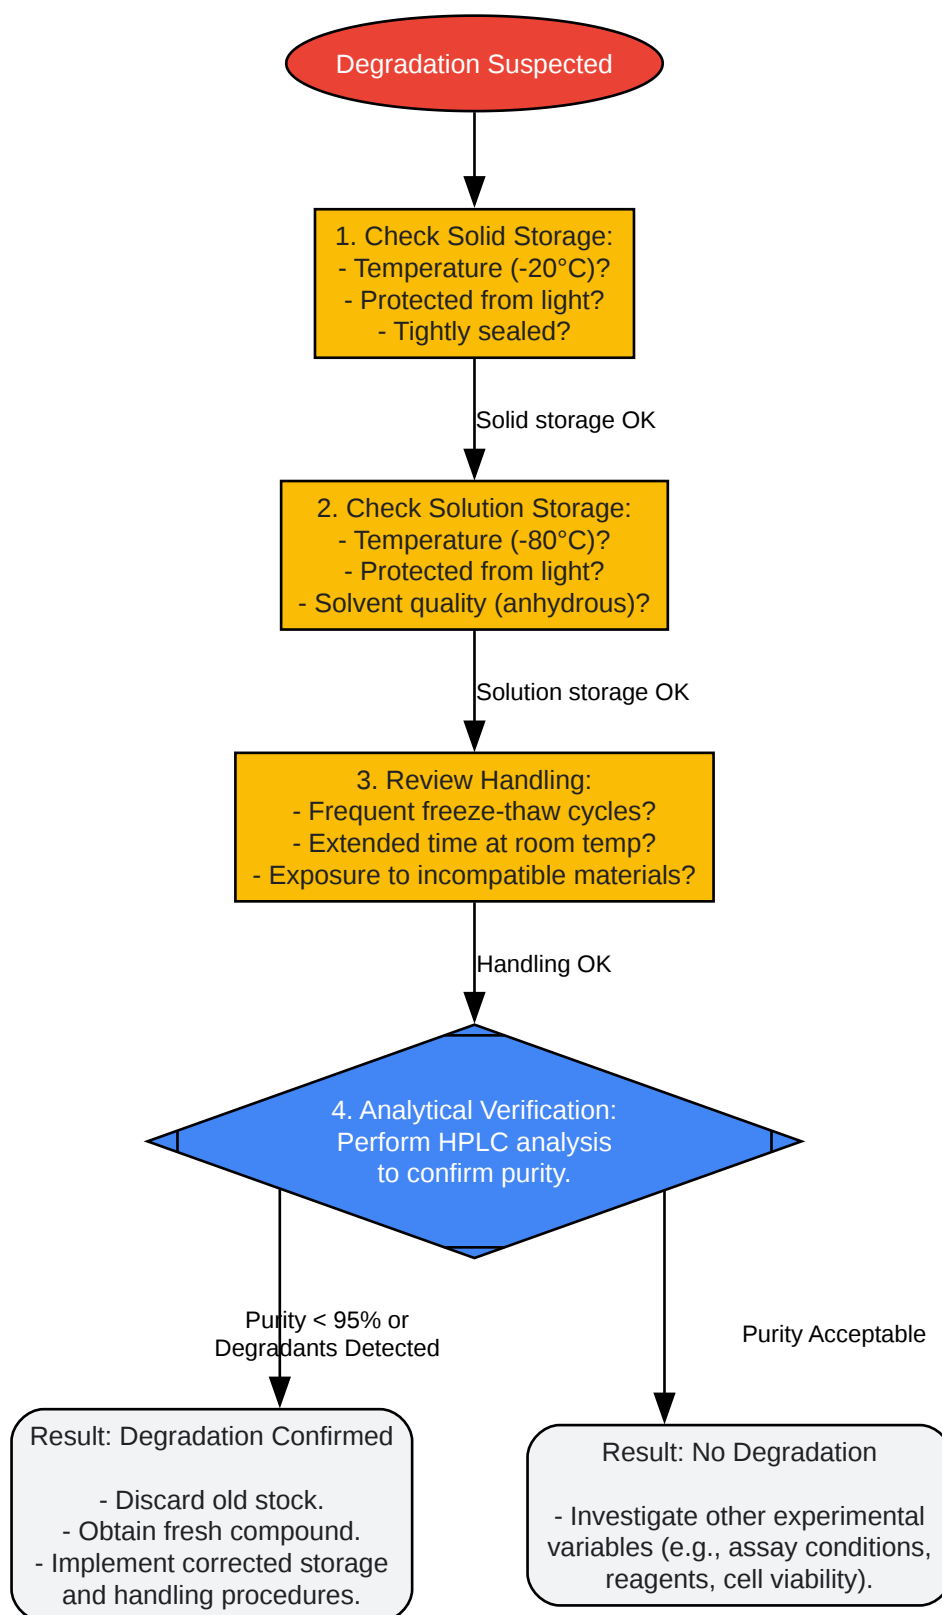 Degradation Suspected
1. Check Solid Storage:
- Temperature (-20°C)?
- Protected from light?
- Tightly sealed?
Solid storage OK
2. Check Solution Storage:
- Temperature (-80°C)?
- Protected from light?
- Solvent quality (anhydrous)?
Solution storage OK
3. Review Handling:
- Frequent freeze-thaw cycles?
- Extended time at room temp?
- Exposure to incompatible materials?
Handling OK
4. Analytical Verification:
Perform HPLC analysis
to confirm purity.
Purity < 95% or
Degradants Detected
Purity Acceptable
Result: Degradation Confirmed
- Discard old stock.
- Obtain fresh compound.
- Implement corrected storage
and handling procedures.
Result: No Degradation
- Investigate other experimental
variables (e.g., assay conditions,
reagents, cell viability).